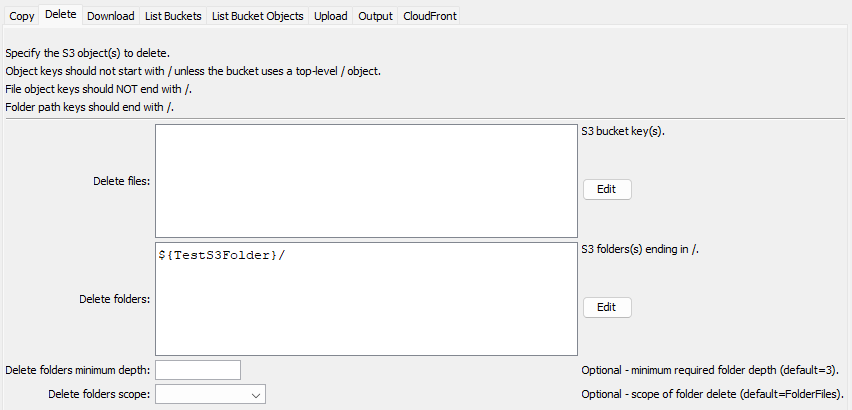 Copy Delete Download List Buckets List Bucket Objects Upload Output CloudFront
Specify the S3 object(s) to delete.
Object keys should not start with / unless the bucket uses a top-level / object.
File object keys should NOT end with /.
Folder path keys should end with /.
S3 bucket key(s).
Delete files:
Edit
${TestS3Folder}/
S3 folders(s) ending in /.
Delete folders:
Edit
Delete folders minimum depth: Optional - minimum required folder depth (default=3).
Delete folders scope: Optional - scope of folder delete (default=FolderFiles).